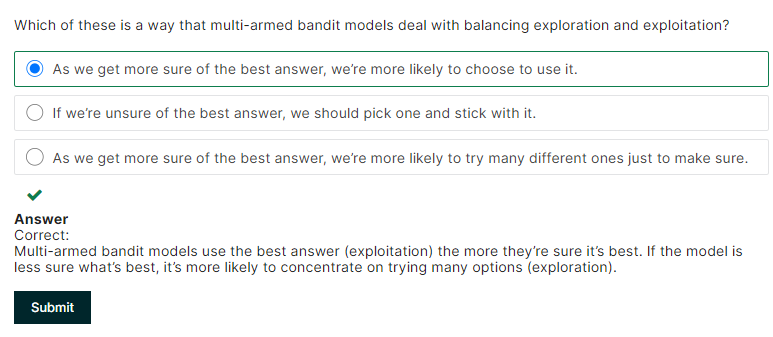 Which of these is a way that multi-armed bandit models deal with balancing exploration and exploitation?
As we get more sure of the best answer, we’re more likely to choose to use it.
If we’re unsure of the best answer, we should pick one and stick with it.
As we get more sure of the best answer, we’re more likely to try many different ones just to make sure.
Answer
Correct:
Multi-armed bandit models use the best answer (exploitation) the more they’re sure it’s best. If the model is
less sure what’s best, it’s more likely to concentrate on trying many options (exploration).
Submit